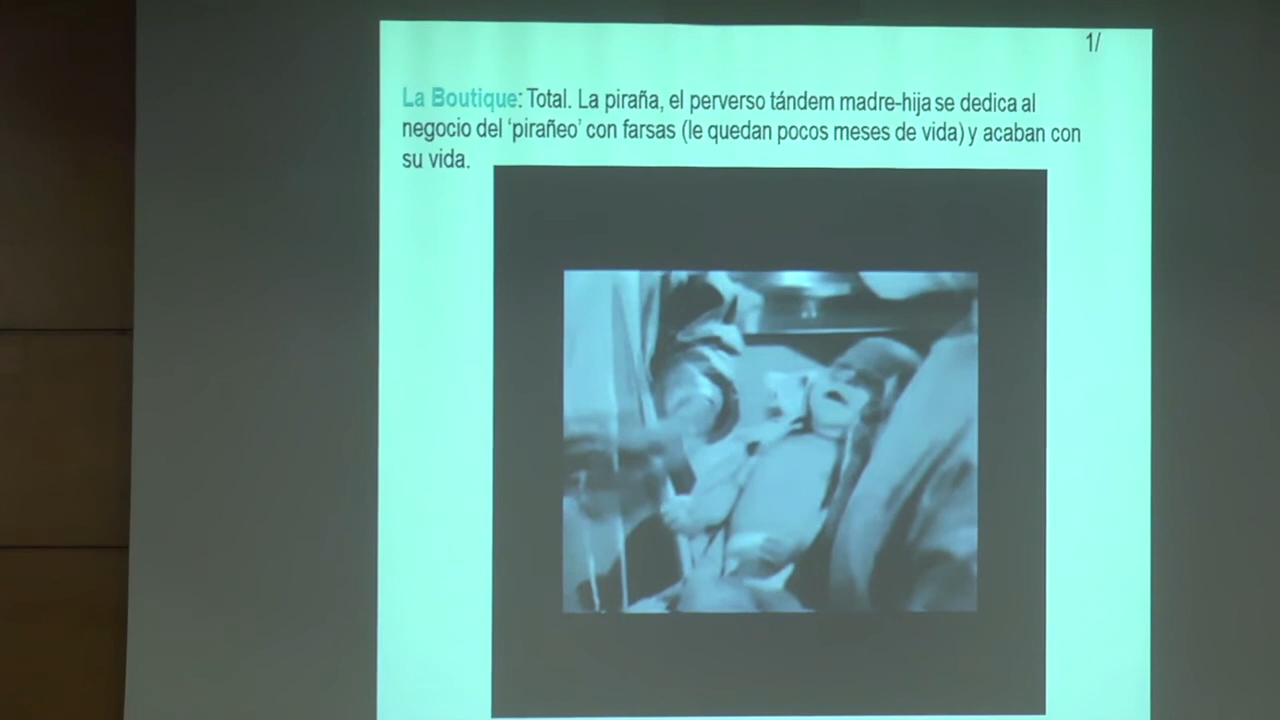 1/
La Boutique: Total. La piraña, el perverso tándem madre-hija se dedica al
negocio del ‘pirañeo’ con farsas (le quedan pocos meses de vida) y acaban con
su vida.